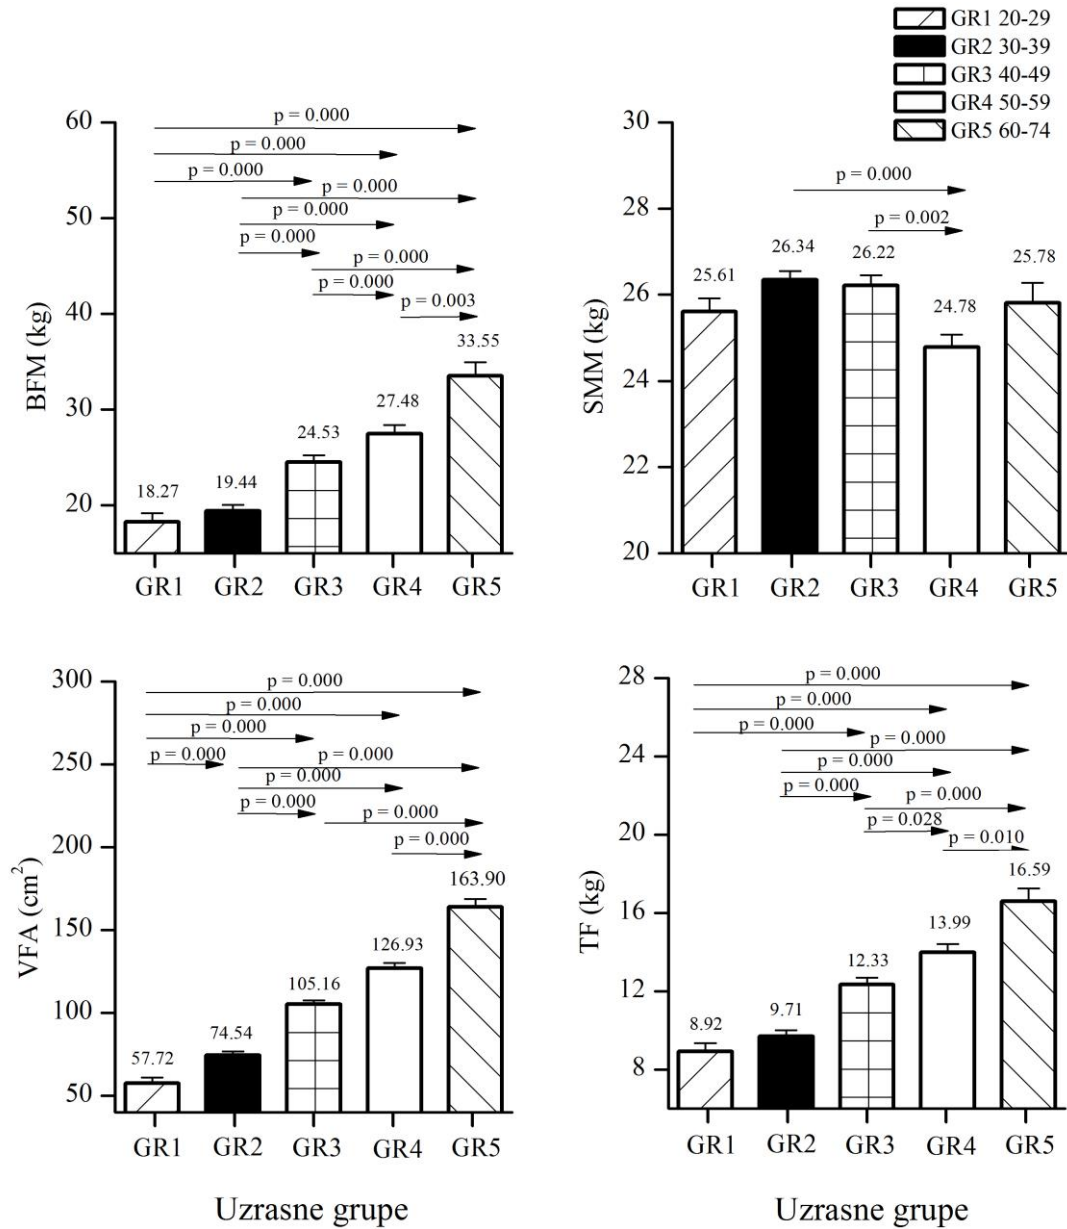 GR1 20-29
GR2 30-39
GR3 40-49
GR4 50-59
GR5 60-74
BFM (kg)
60
50
40
30
20
p = 0.000
p = 0.000
p = 0.000
p = 0.000
p = 0.000
p = 0.000
p = 0.000
p = 0.000
p = 0.003
18.27
19.44
24.53
27.48
33.55
GR1 GR2 GR3 GR4 GR5
SMM (kg)
30
28
26
24
22
20
p = 0.000
p = 0.002
25.61
26.34
26.22
24.78
25.78
GR1 GR2 GR3 GR4 GR5
VFA (cm²)
300
250
200
150
100
50
p = 0.000
p = 0.000
p = 0.000
p = 0.000
p = 0.000
p = 0.000
p = 0.000
p = 0.000
p = 0.000
57.72
74.54
105.16
126.93
163.90
GR1 GR2 GR3 GR4 GR5
Uzrasne grupe
TF (kg)
28
24
20
16
12
8
p = 0.000
p = 0.000
p = 0.000
p = 0.000
p = 0.000
p = 0.000
p = 0.000
p = 0.028
p = 0.010
8.92
9.71
12.33
13.99
16.59
GR1 GR2 GR3 GR4 GR5
Uzrasne grupe